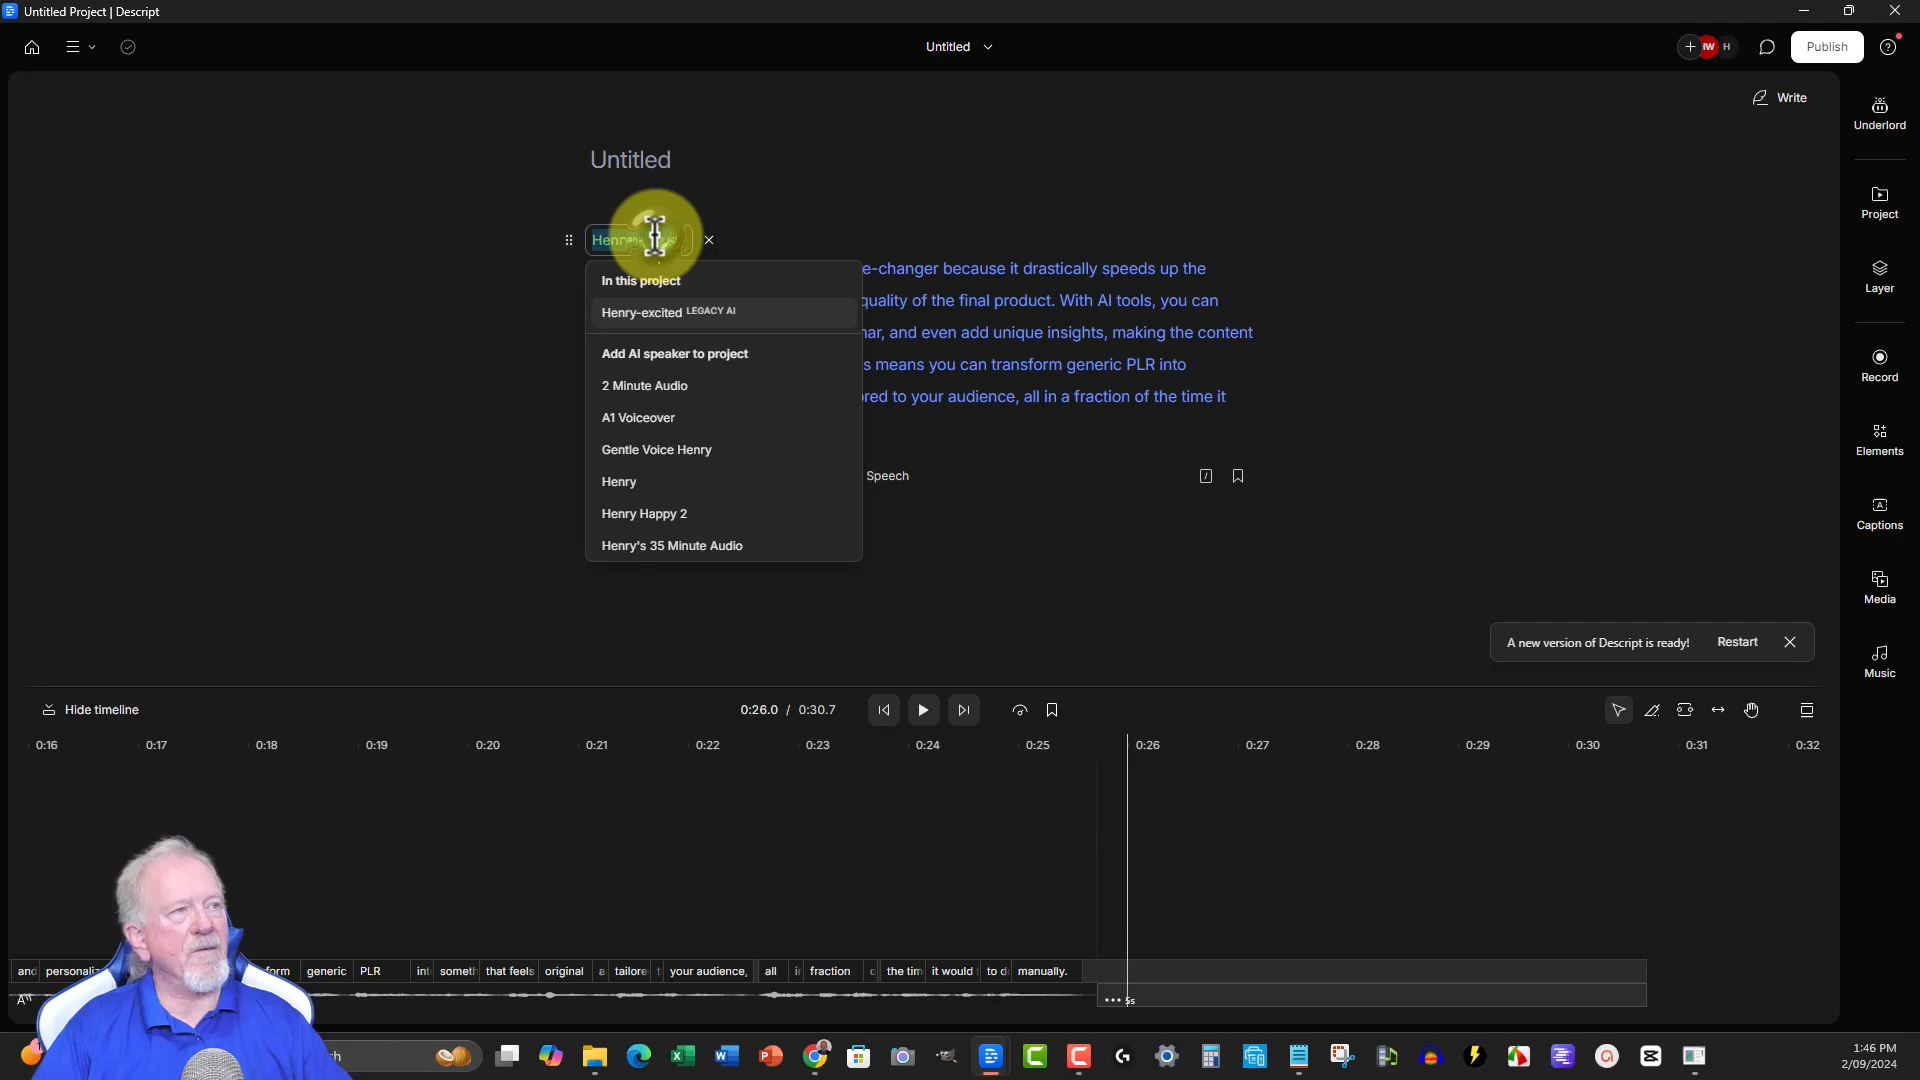 Untitled Project | Descript
Untitled
HW
H
Publish
Write
Untitled
Henry
e-changer because it drastically speeds up the
quality of the final product. With AI tools, you can
nar, and even add unique insights, making the content
s means you can transform generic PLR into
ored to your audience, all in a fraction of the time it
Speech
In this project
Henry-excited LEGACY AI
Add AI speaker to project
2 Minute Audio
A1 Voiceover
Gentle Voice Henry
Henry
Henry Happy 2
Henry's 35 Minute Audio
Underlord
Project
Layer
Record
Elements
Captions
Media
Music
A new version of Descript is ready! Restart
Hide timeline
0:26.0 / 0:30.7
0:16 0:17 0:18 0:19 0:20 0:21 0:22 0:23 0:24 0:25 0:26 0:27 0:28 0:29 0:30 0:31 0:32
and personaliz form generic PLR int someth that feels original a tailore t your audience, all fraction the tim it would to d manually.
5s
1:46 PM
2/09/2024